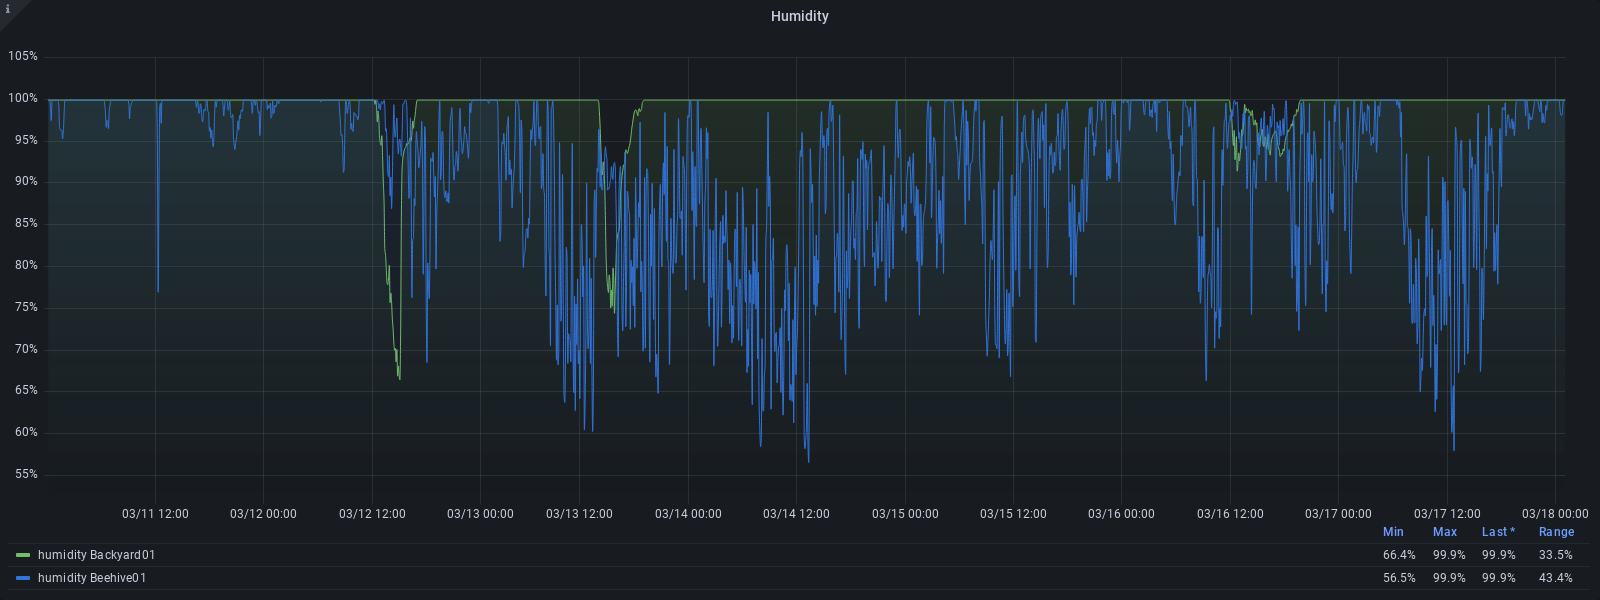 i
Humidity
105%
100%
95%
90%
85%
80%
75%
70%
65%
60%
55%
03/11 12:00 03/12 00:00 03/12 12:00 03/13 00:00 03/13 12:00 03/14 00:00 03/14 12:00 03/15 00:00 03/15 12:00 03/16 00:00 03/16 12:00 03/17 00:00 03/17 12:00 03/18 00:00
Min Max Last * Range
humidity Backyard01 66.4% 99.9% 99.9% 33.5%
humidity Beehive01 56.5% 99.9% 99.9% 43.4%